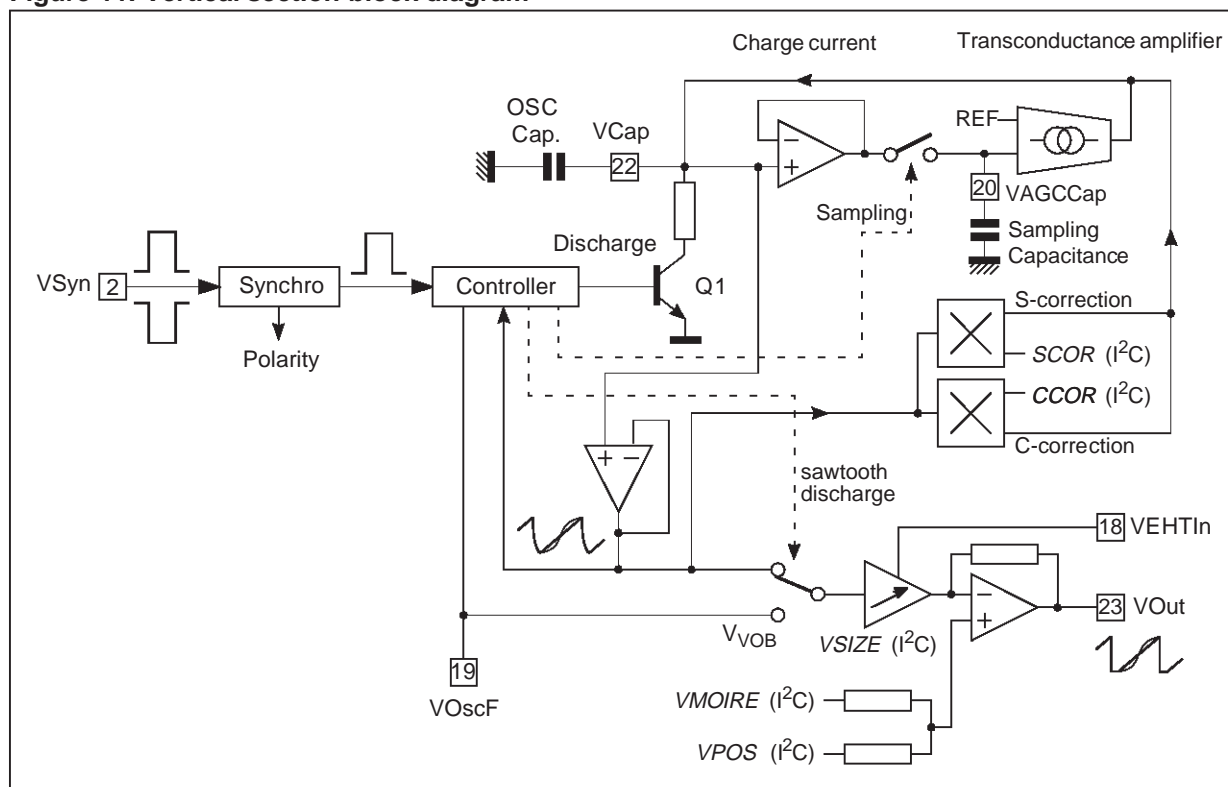 Figure Vertical section block diagram
Charge current
Transconductance amplifier
OSC
Cap.
VCap
22
REF
20
VAGCCap
Sampling
Sampling
Capacitance
Discharge
Q1
VSyn
2
Synchro
Controller
Polarity
S-correction
SCOR (I²C)
CCOR (I²C)
C-correction
sawtooth
discharge
18
VEHTIn
23
VOut
V_VOB
VSIZE (I²C)
19
VOscF
VMOIRE (I²C)
VPOS (I²C)